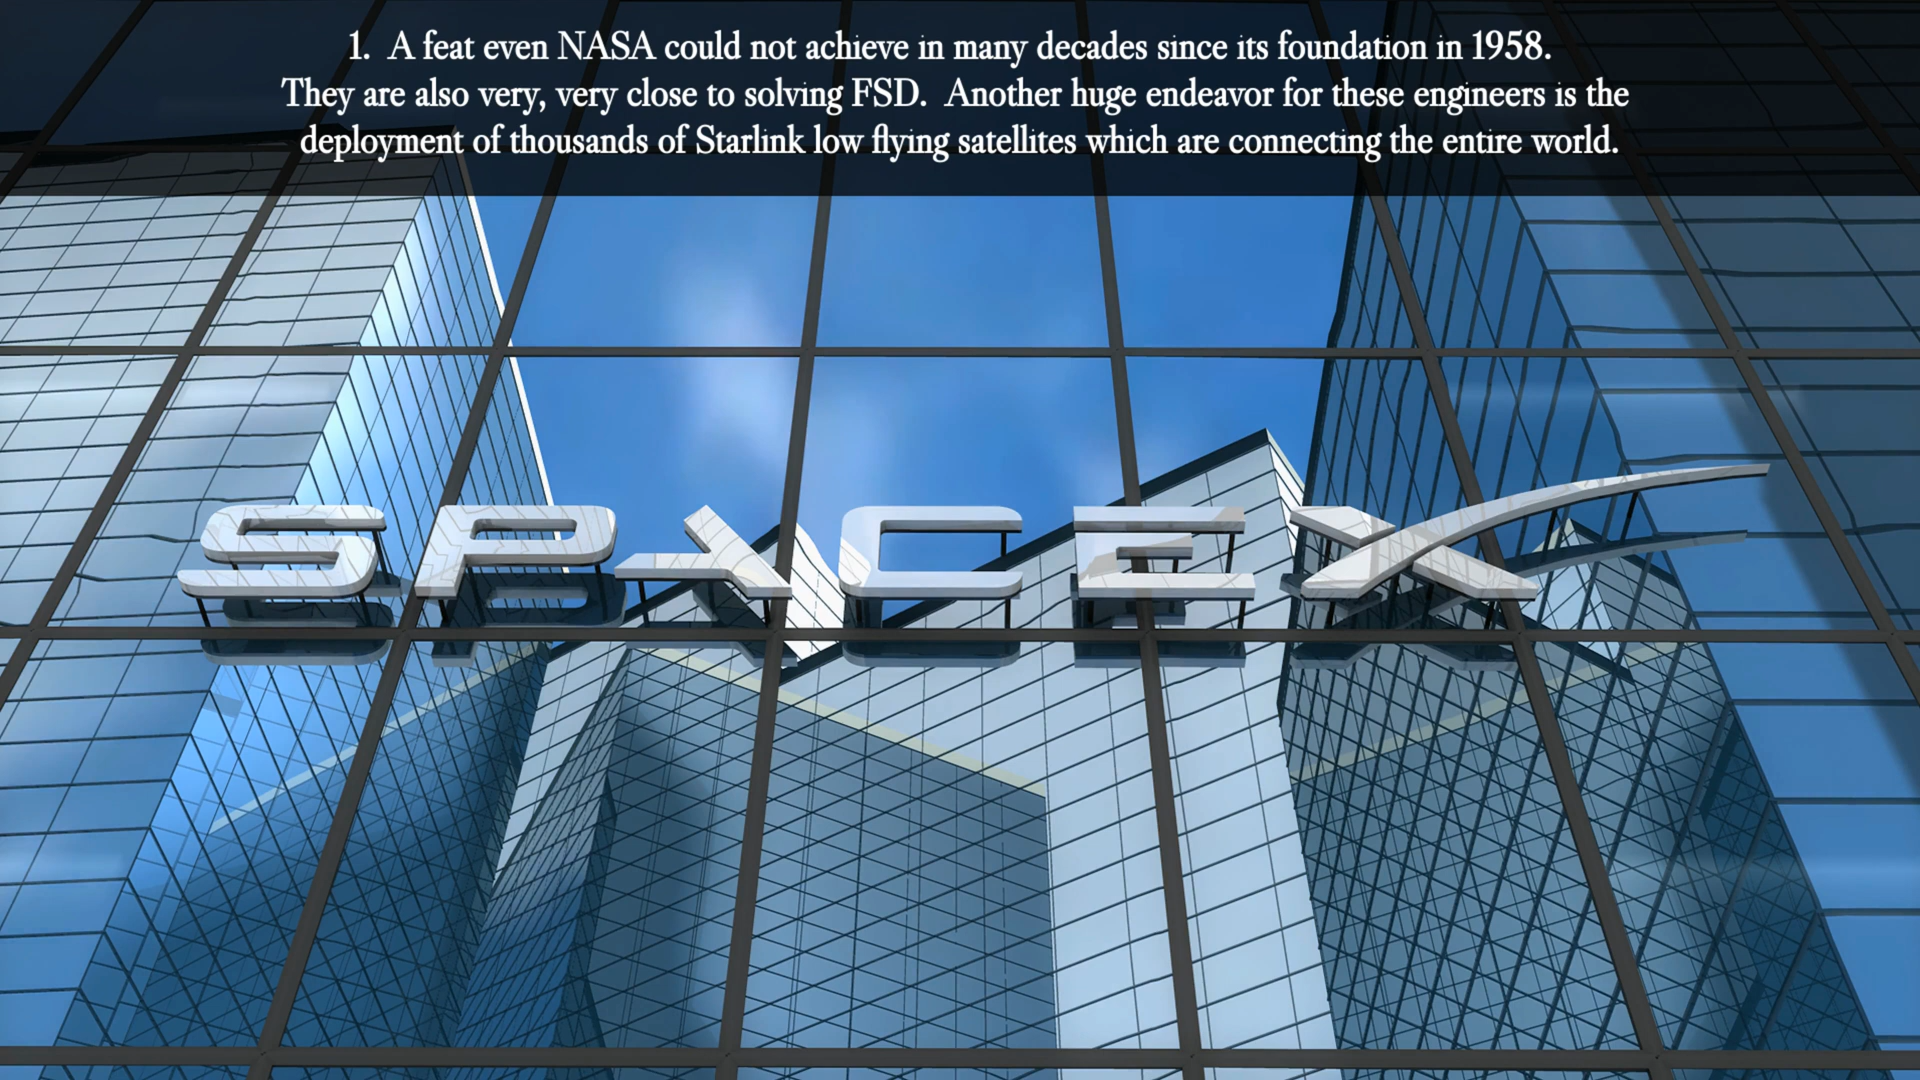 1.  A feat even NASA could not achieve in many decades since its foundation in 1958.
They are also very, very close to solving FSD.  Another huge endeavor for these engineers is the
deployment of thousands of Starlink low flying satellites which are connecting the entire world.
SPACEX